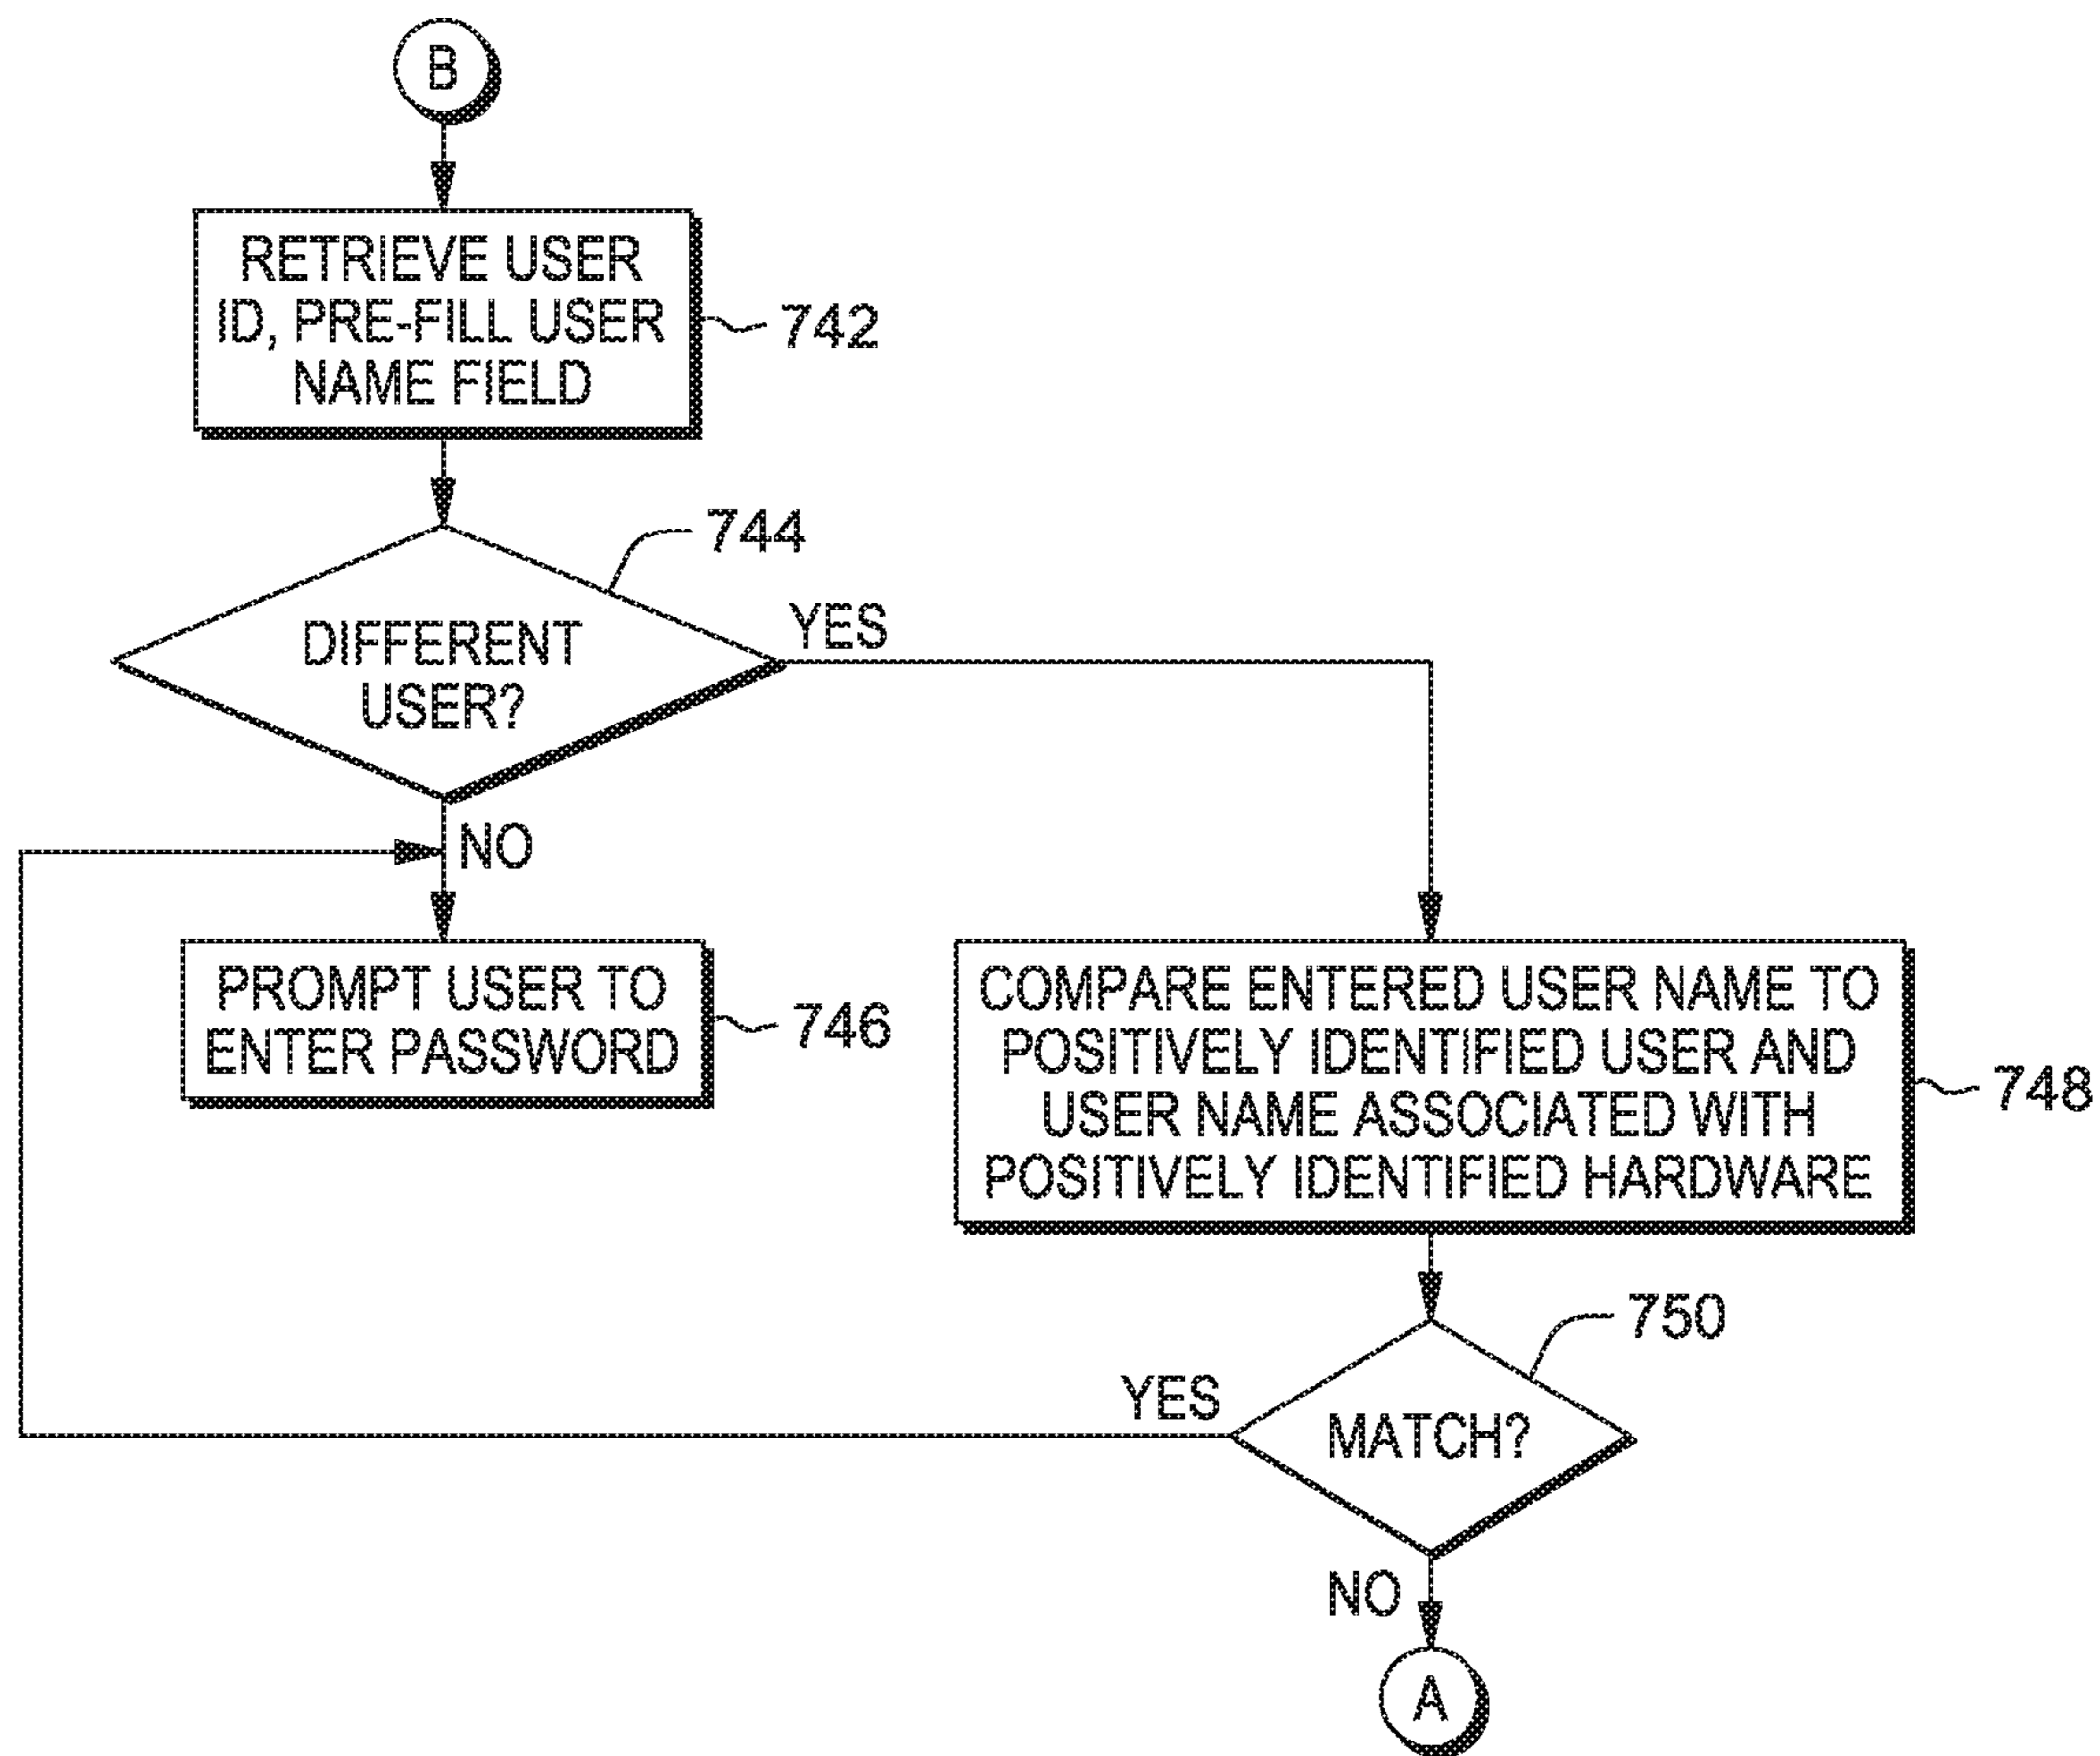 B
RETRIEVE USER
ID, PRE-FILL USER
NAME FIELD
742
744
DIFFERENT
USER?
YES
NO
PROMPT USER TO
ENTER PASSWORD
746
COMPARE ENTERED USER NAME TO
POSITIVELY IDENTIFIED USER AND
USER NAME ASSOCIATED WITH
POSITIVELY IDENTIFIED HARDWARE
748
750
YES
MATCH?
NO
A